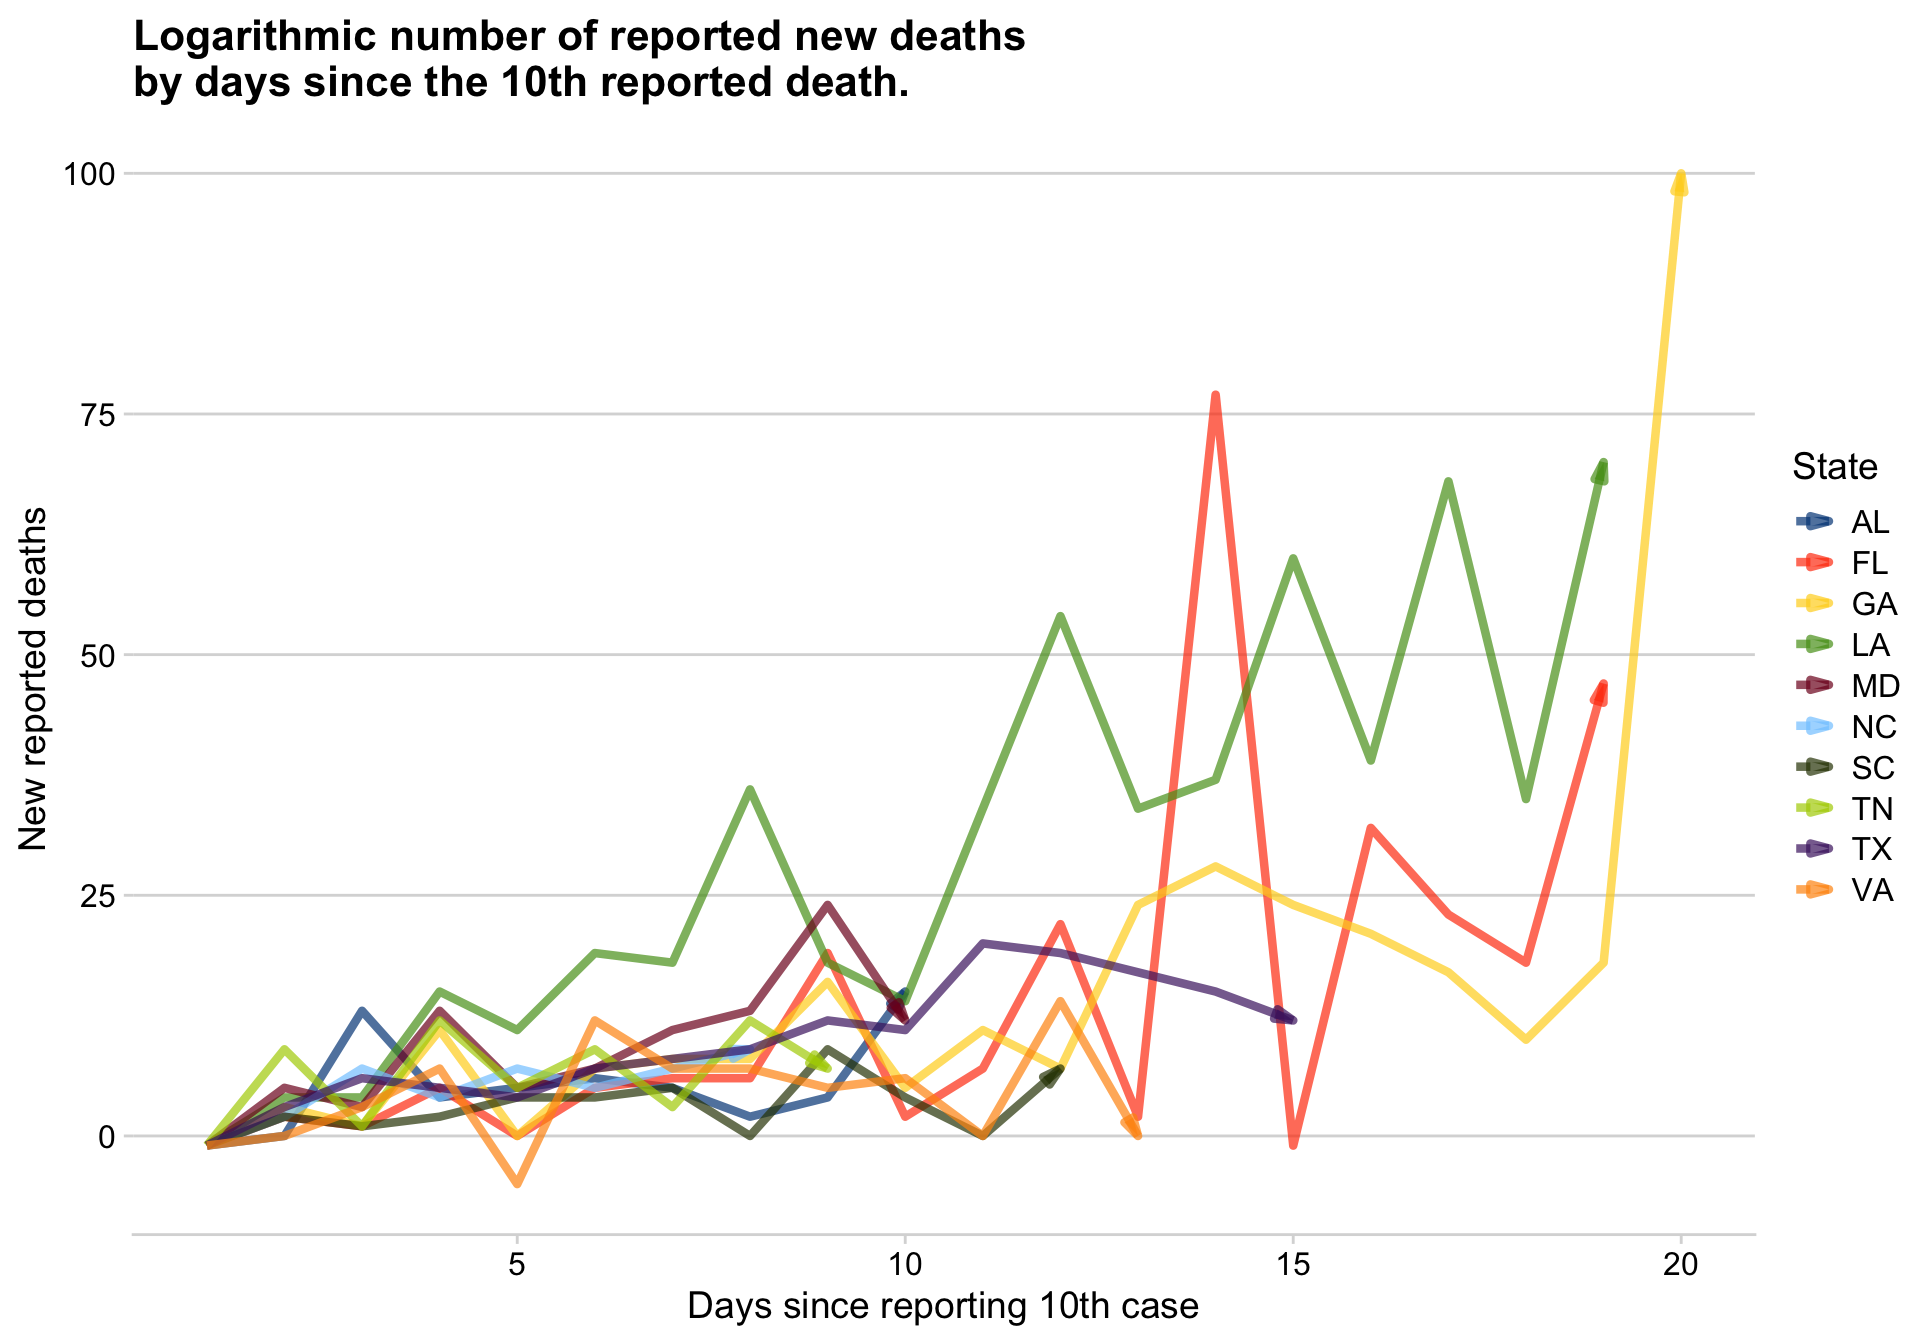 Logarithmic number of reported new deaths
by days since the 10th reported death.
100
75
50
25
0
New reported deaths
5
10
15
20
Days since reporting 10th case
State
AL
FL
GA
LA
MD
NC
SC
TN
TX
VA